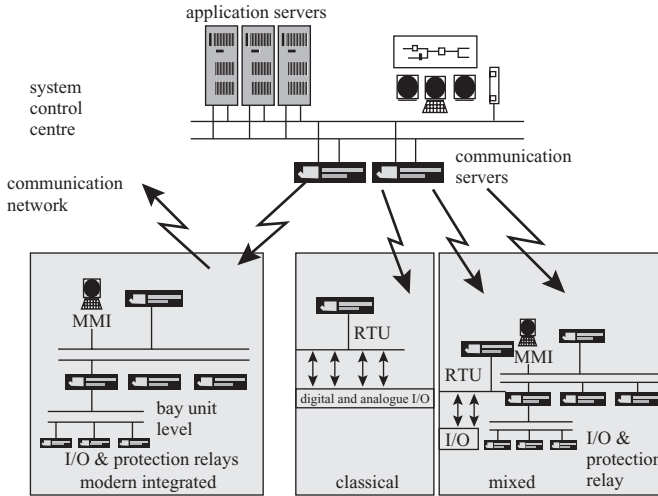 application servers
system
control
centre
communication
servers
communication
network
MMI
bay unit
level
I/O & protection relays
modern integrated
RTU
digital and analogue I/O
classical
MMI
RTU
I/O
I/O &
protection
relay
mixed